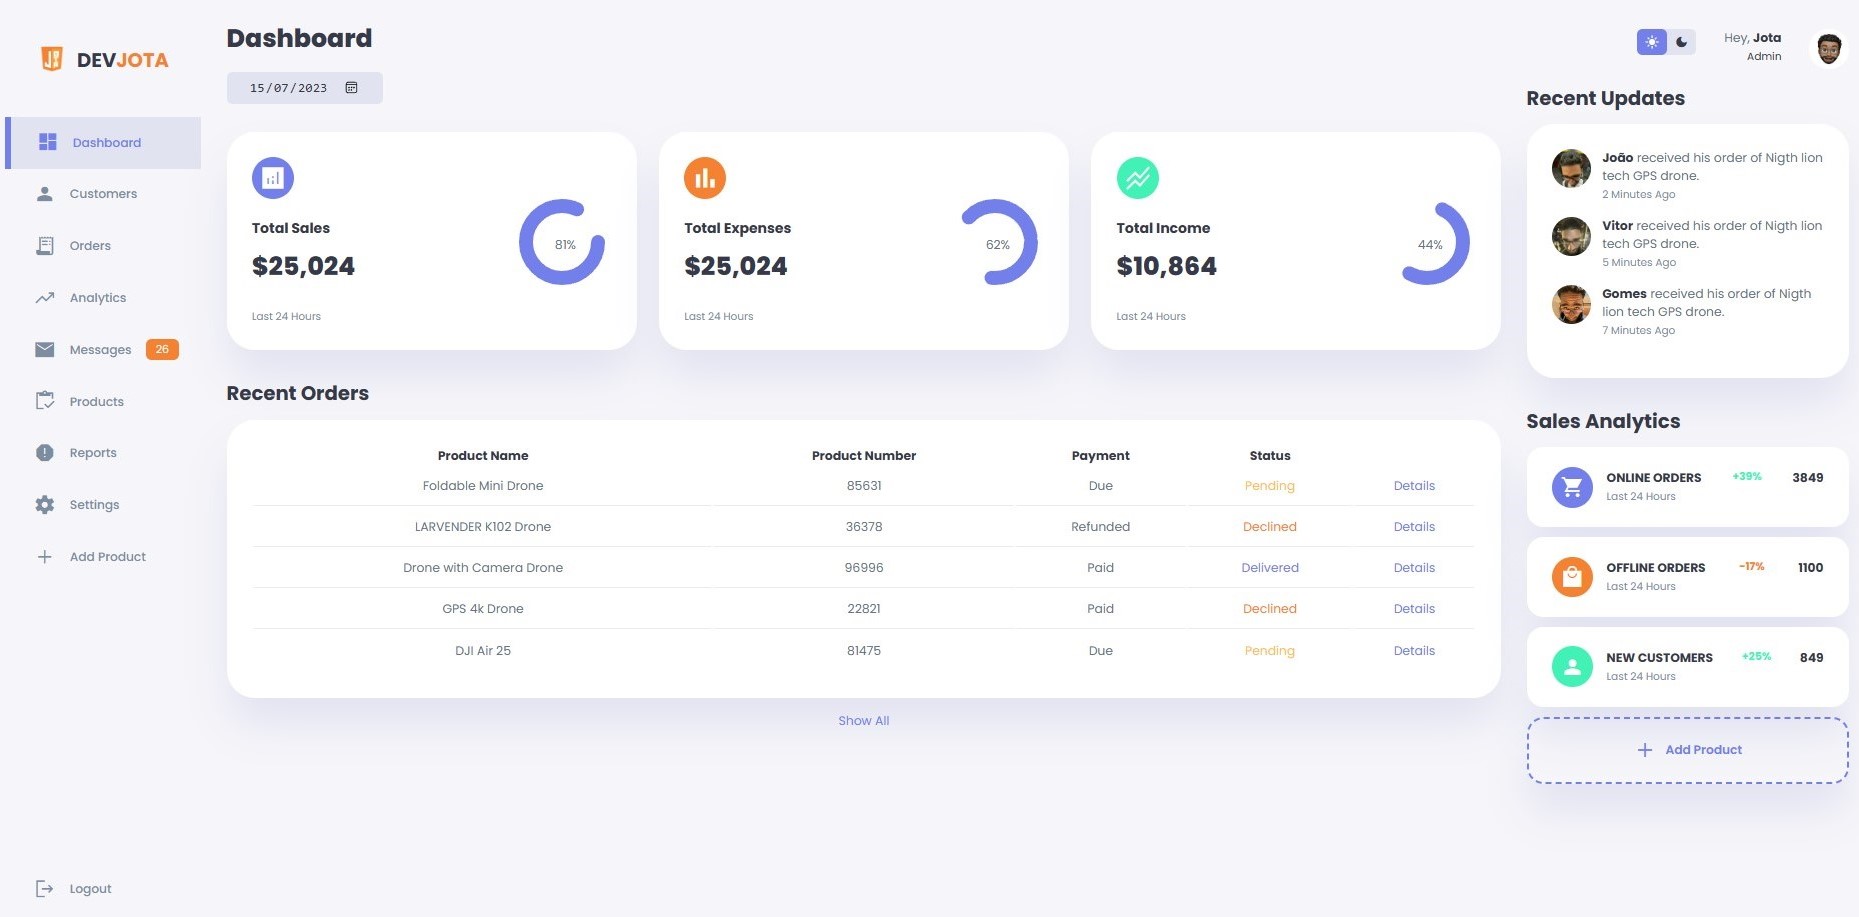 DEVJOTA
Dashboard
Customers
Orders
Analytics
Messages 26
Products
Reports
Settings
Add Product
Logout
Dashboard
15/07/2023
Total Sales
$25,024
81%
Last 24 Hours
Total Expenses
$25,024
62%
Last 24 Hours
Total Income
$10,864
44%
Last 24 Hours
Recent Orders
Product Name Product Number Payment Status
Foldable Mini Drone 85631 Due Pending Details
LARVENDER K102 Drone 36378 Refunded Declined Details
Drone with Camera Drone 96996 Paid Delivered Details
GPS 4k Drone 22821 Paid Declined Details
DJI Air 25 81475 Due Pending Details
Show All
Hey, Jota
Admin
Recent Updates
João received his order of Nigth lion
tech GPS drone.
2 Minutes Ago
Vitor received his order of Nigth lion
tech GPS drone.
5 Minutes Ago
Gomes received his order of Nigth
lion tech GPS drone.
7 Minutes Ago
Sales Analytics
ONLINE ORDERS +39% 3849
Last 24 Hours
OFFLINE ORDERS -17% 1100
Last 24 Hours
NEW CUSTOMERS +25% 849
Last 24 Hours
Add Product